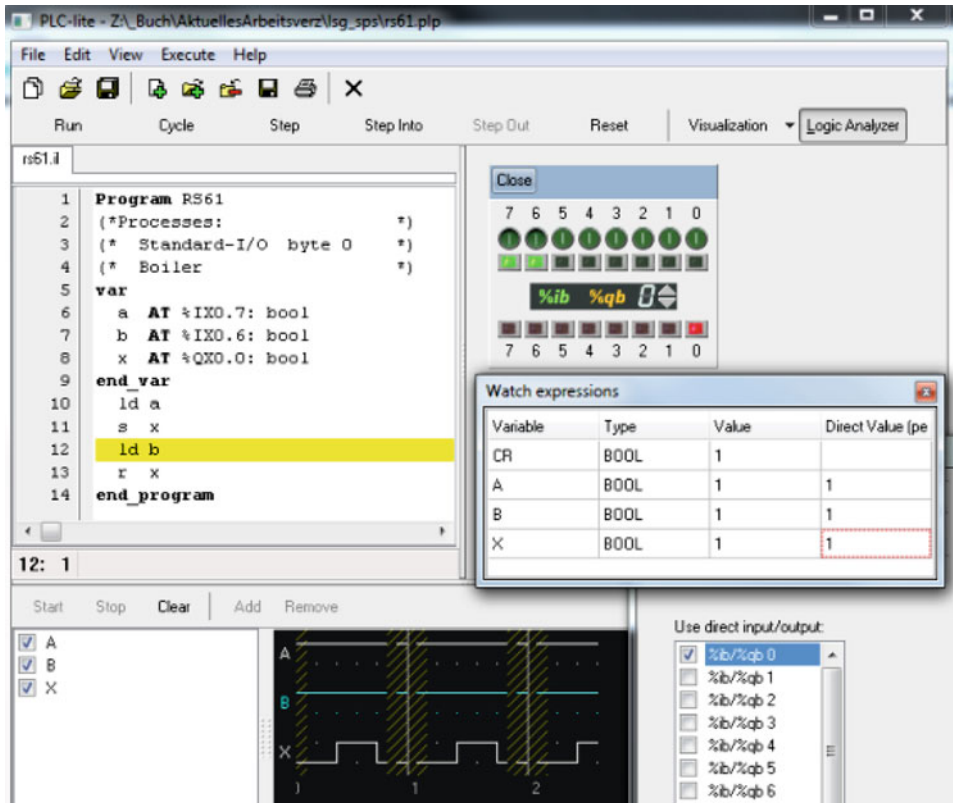 PLC-lite - Z:\_Buch\AktuellesArbeitsverz\lsg_sps\rs61.plp
File Edit View Execute Help
Run Cycle Step Step Into Step Out Reset Visualization Logic Analyzer
rs61.il
1 Program RS61
2 (*Processes: *)
3 (* Standard-I/O byte 0 *)
4 (* Boiler *)
5 var
6 a AT %IX0.7: bool
7 b AT %IX0.6: bool
8 x AT %QX0.0: bool
9 end_var
10 ld a
11 s x
12 ld b
13 r x
14 end_program
12: 1
Close
7 6 5 4 3 2 1 0
%ib %qb 0
7 6 5 4 3 2 1 0
Watch expressions
Variable Type Value Direct Value (pe
CR BOOL 1
A BOOL 1 1
B BOOL 1 1
X BOOL 1 1
Start Stop Clear Add Remove
A
B
X
A
B
X
1 2
Use direct input/output:
%ib/%qb 0
%ib/%qb 1
%ib/%qb 2
%ib/%qb 3
%ib/%qb 4
%ib/%qb 5
%ib/%qb 6